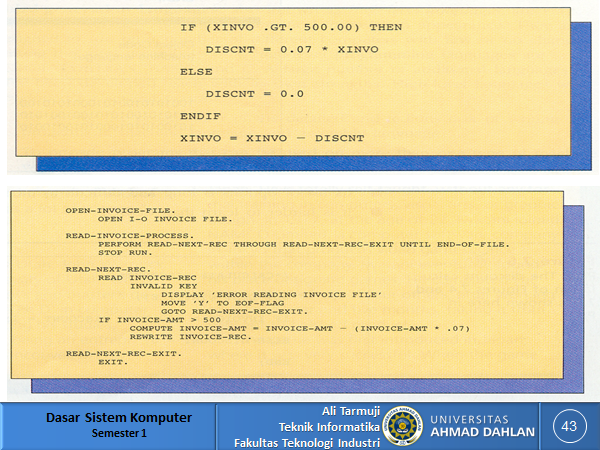 IF (XINVO .GT. 500.00) THEN
DISCNT = 0.07 * XINVO
ELSE
DISCNT = 0.0
ENDIF
XINVO = XINVO – DISCNT
OPEN-INVOICE-FILE.
OPEN I-O INVOICE FILE.
READ-INVOICE-PROCESS.
PERFORM READ-NEXT-REC THROUGH READ-NEXT-REC-EXIT UNTIL END-OF-FILE.
STOP RUN.
READ-NEXT-REC.
READ INVOICE-REC
INVALID KEY
DISPLAY 'ERROR READING INVOICE FILE'
MOVE 'Y' TO EOF-FLAG
GOTO READ-NEXT-REC-EXIT.
IF INVOICE-AMT > 500
COMPUTE INVOICE-AMT = INVOICE-AMT – (INVOICE-AMT * .07)
REWRITE INVOICE-REC.
READ-NEXT-REC-EXIT.
EXIT.
Dasar Sistem Komputer
Semester 1
Ali Tarmuji
Teknik Informatika
Fakultas Teknologi Industri
UNIVERSITAS
AHMAD DAHLAN
43